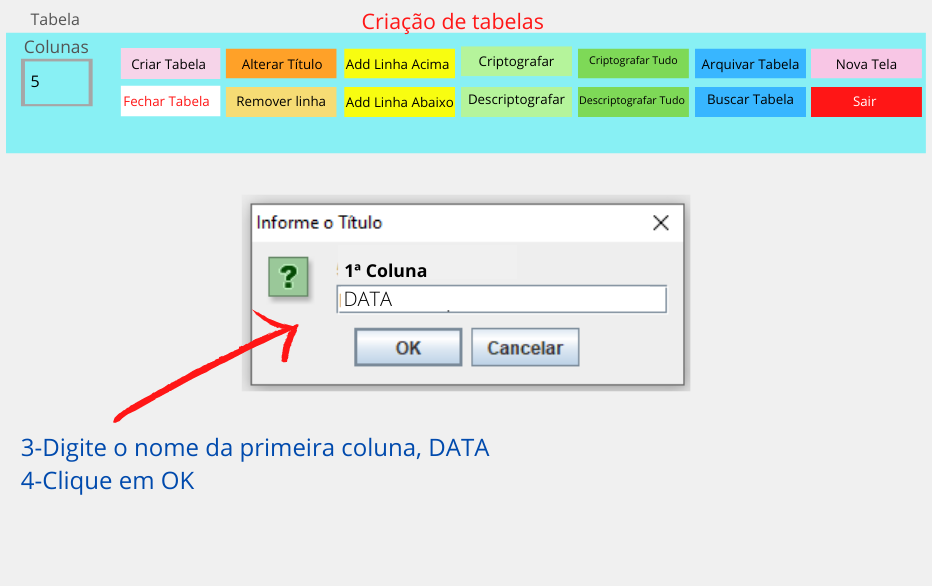 Tabela
Criação de tabelas
Colunas
5
Criar Tabela
Alterar Título
Add Linha Acima
Criptografar
Criptografar Tudo
Arquivar Tabela
Nova Tela
Fechar Tabela
Remover linha
Add Linha Abaixo
Descriptografar
Descriptografar Tudo
Buscar Tabela
Sair
Informe o Título
?
1ª Coluna
DATA
OK
Cancelar
3-Digite o nome da primeira coluna, DATA
4-Clique em OK